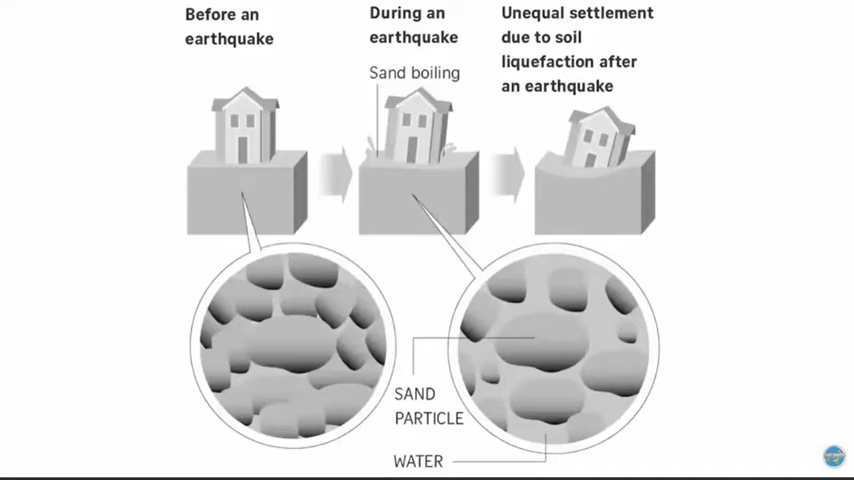 Before an
earthquake
During an
earthquake
Sand boiling
Unequal settlement
due to soil
liquefaction after
an earthquake
SAND
PARTICLE
WATER